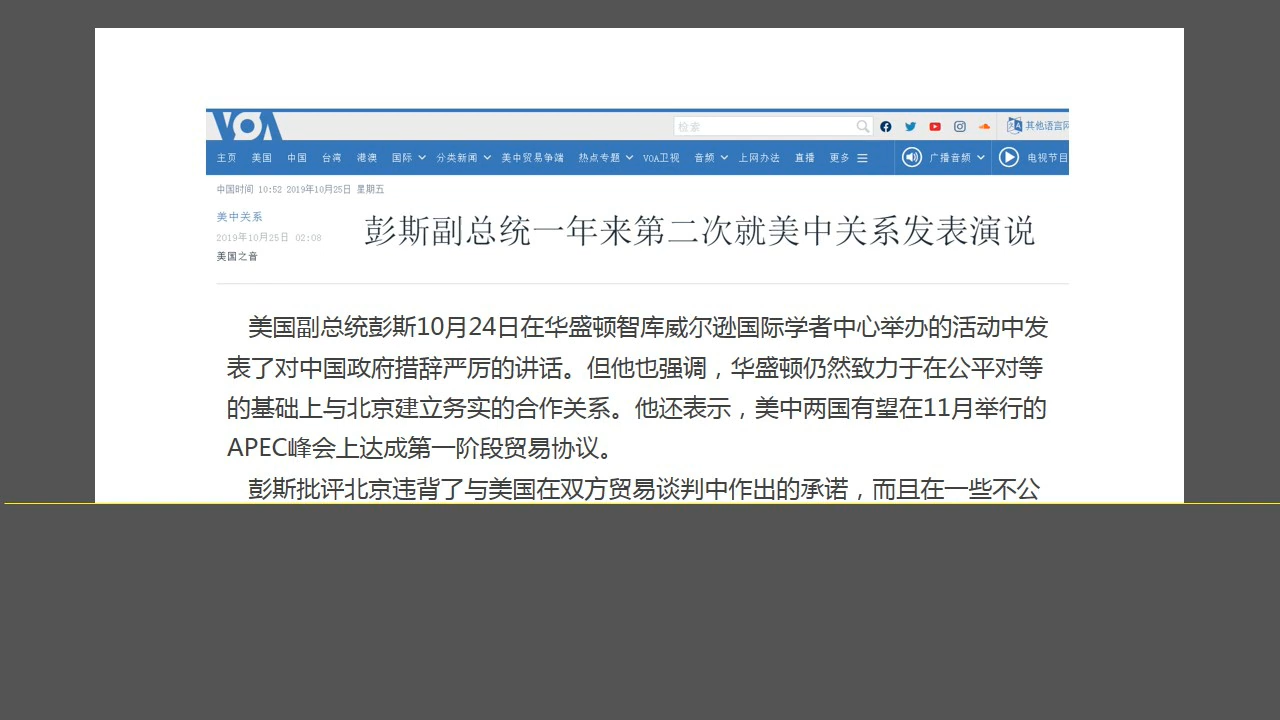 VOA
检索
其他语言网
主页 美国 中国 台湾 港澳 国际 分类新闻 美中贸易争端 热点专题 VOA卫视 音频 上网办法 直播 更多 广播音频 电视节目
中国时间 10:52 2019年10月25日 星期五
美中关系
彭斯副总统一年来第二次就美中关系发表演说
2019年10月25日 02:08
美国之音
美国副总统彭斯10月24日在华盛顿智库威尔逊国际学者中心举办的活动中发
表了对中国政府措辞严厉的讲话。但他也强调，华盛顿仍然致力于在公平对等
的基础上与北京建立务实的合作关系。他还表示，美中两国有望在11月举行的
APEC峰会上达成第一阶段贸易协议。
彭斯批评北京违背了与美国在双方贸易谈判中作出的承诺，而且在一些不公